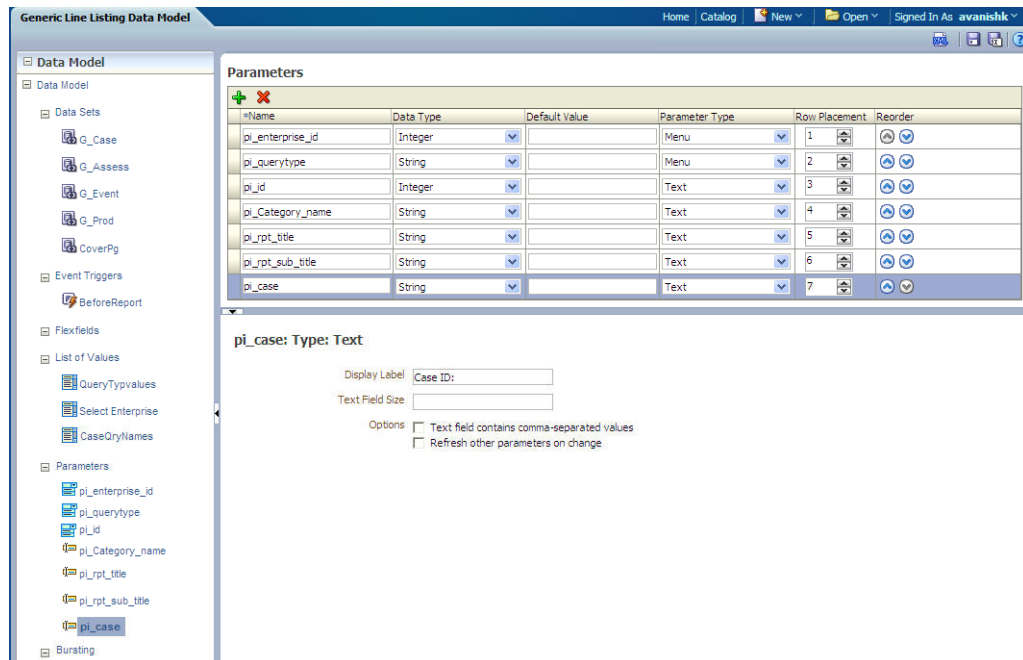 Generic Line Listing Data Model
Home Catalog New Open Signed In As avanishk
Data Model
Data Model
Data Sets
G_Case
G_Assess
G_Event
G_Prod
CoverPg
Event Triggers
BeforeReport
Flexfields
List of Values
QueryTypvalues
Select Enterprise
CaseQryNames
Parameters
pi_enterprise_id
pi_querytype
pi_id
pi_Category_name
pi_rpt_title
pi_rpt_sub_title
pi_case
Bursting
Parameters
*Name Data Type Default Value Parameter Type Row Placement Reorder
pi_enterprise_id Integer Menu 1
pi_querytype String Menu 2
pi_id Integer Text 3
pi_Category_name String Text 4
pi_rpt_title String Text 5
pi_rpt_sub_title String Text 6
pi_case String Text 7
pi_case: Type: Text
Display Label Case ID:
Text Field Size
Options Text field contains comma-separated values
Refresh other parameters on change